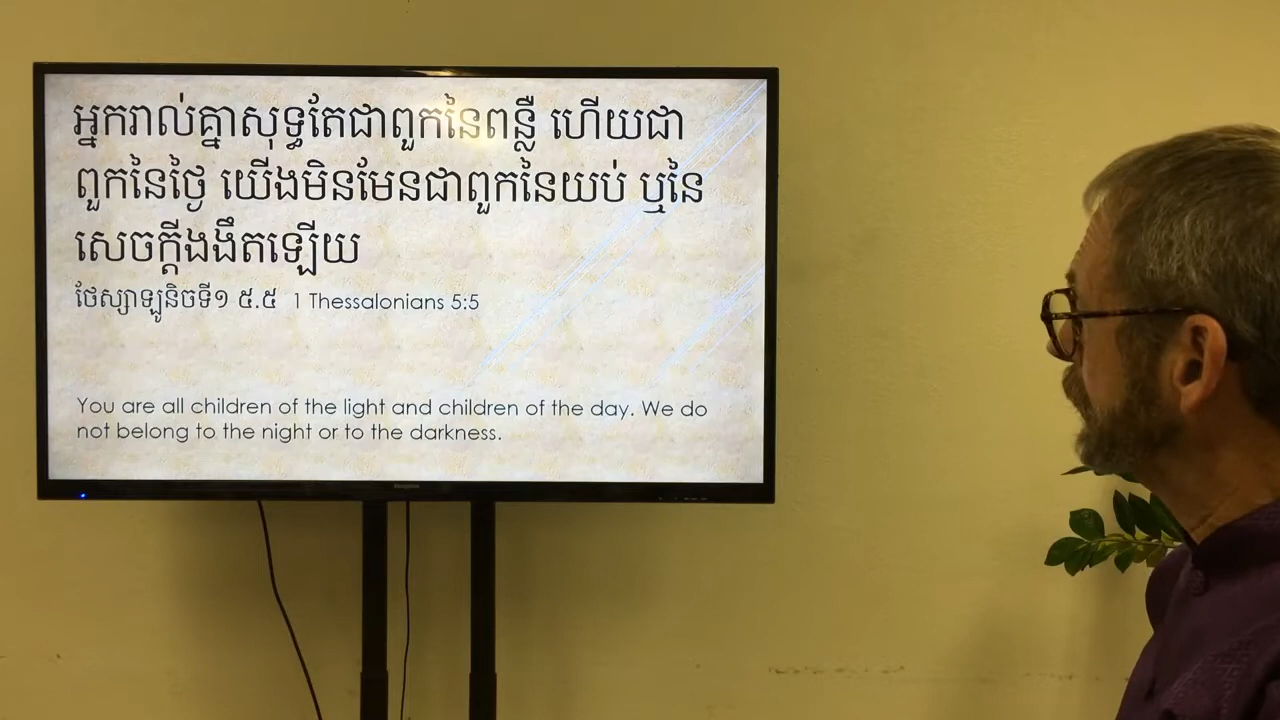 អ្នករាល់គ្នាសុទ្ធតែជាពួកនៃពន្លឺ ហើយជា
ពួកនៃថ្ងៃ យើងមិនមែនជាពួកនៃយប់ ឬនៃ
សេចក្ដីងងឹតឡើយ
ថែស្សាឡូនិចទី១ ៥.៥ 1 Thessalonians 5:5
You are all children of the light and children of the day. We do
not belong to the night or to the darkness.